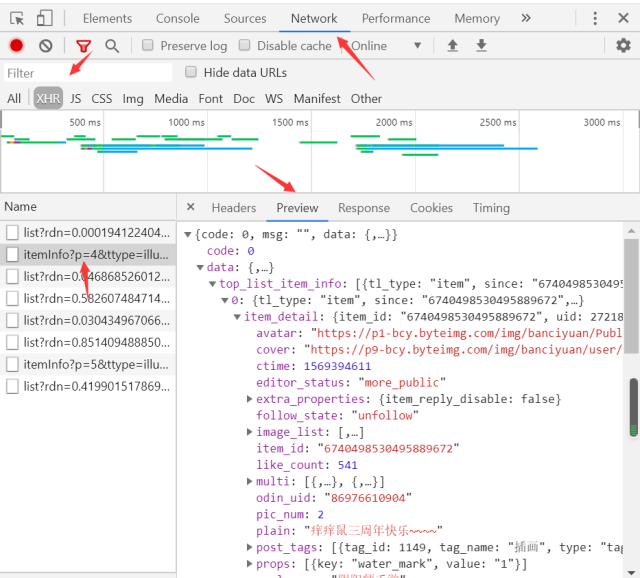 Elements Console Sources Network Performance Memory »
Preserve log Disable cache Online
Filter Hide data URLs
All XHR JS CSS Img Media Font Doc WS Manifest Other
500 ms 1000 ms 1500 ms 2000 ms 2500 ms 3000 ms
Name
× Headers Preview Response Cookies Timing
list?rdn=0.000194122404...
itemInfo?p=4&ttype=illu...
list?rdn=0.046868526012...
list?rdn=0.582607484714...
list?rdn=0.030434967066...
list?rdn=0.851409488850...
itemInfo?p=5&ttype=illu...
list?rdn=0.419901517869...
▼{code: 0, msg: "", data: {,…}}
code: 0
▼data: {,…}
▼top_list_item_info: [{tl_type: "item", since: "6740498530495
▼0: {tl_type: "item", since: "6740498530495889672",…}
▼item_detail: {item_id: "6740498530495889672", uid: 27218
avatar: "https://p1-bcy.byteimg.com/img/banciyuan/Publ
cover: "https://p9-bcy.byteimg.com/img/banciyuan/user/
ctime: 1569394611
editor_status: "more_public"
▶extra_properties: {item_reply_disable: false}
follow_state: "unfollow"
▶image_list: [,…]
item_id: "6740498530495889672"
like_count: 541
▶multi: [{,…}, {,…}]
odin_uid: "86976610904"
pic_num: 2
plain: "痒痒鼠三周年快乐~~~~"
▶post_tags: [{tag_id: 1149, tag_name: "插画", type: "tag
▶props: [{key: "water_mark", value: "1"}]